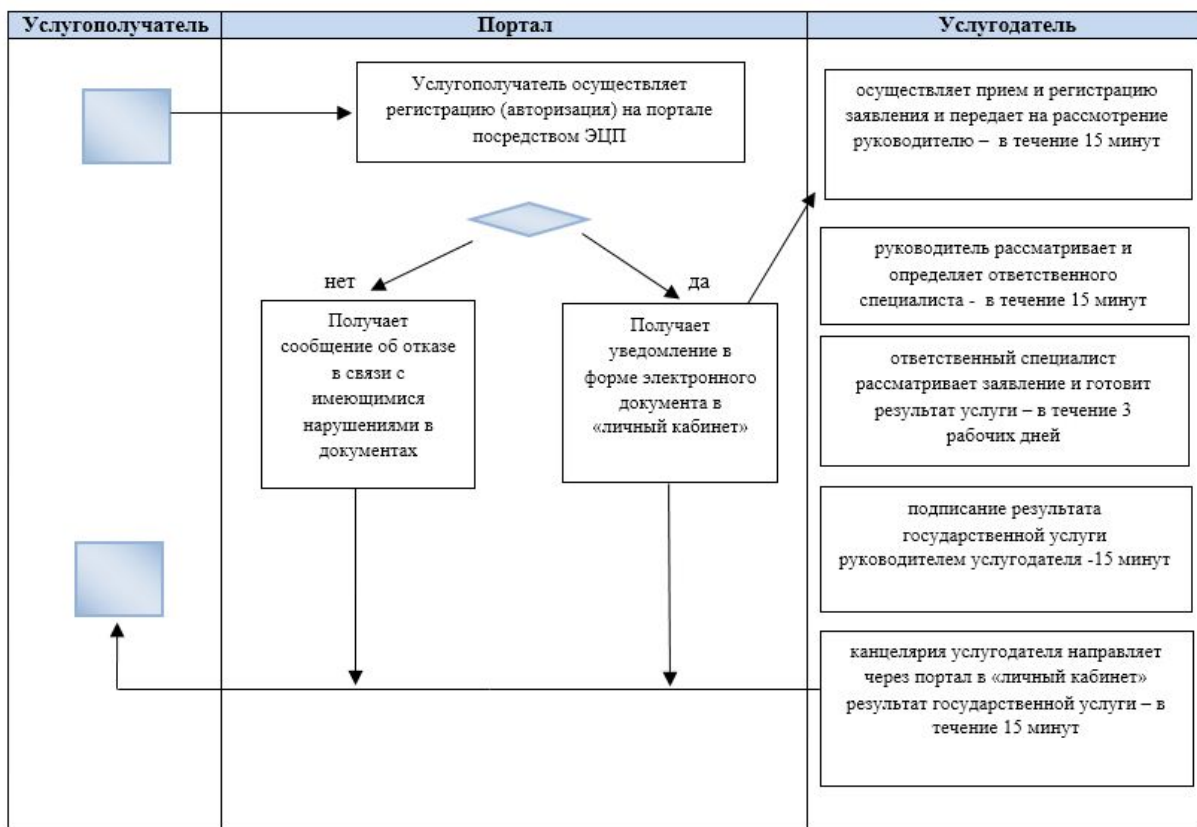 Услугополучатель
Портал
Услугодатель
Услугополучатель осуществляет
регистрацию (авторизация) на портале
посредством ЭЦП
нет
да
Получает
сообщение об отказе
в связи с
имеющимися
нарушениями в
документах
Получает
уведомление в
форме электронного
документа в
«личный кабинет»
осуществляет прием и регистрацию
заявления и передает на рассмотрение
руководителю – в течение 15 минут
руководитель рассматривает и
определяет ответственного
специалиста - в течение 15 минут
ответственный специалист
рассматривает заявление и готовит
результат услуги – в течение 3
рабочих дней
подписание результата
государственной услуги
руководителем услугодателя -15 минут
канцелярия услугодателя направляет
через портал в «личный кабинет»
результат государственной услуги – в
течение 15 минут